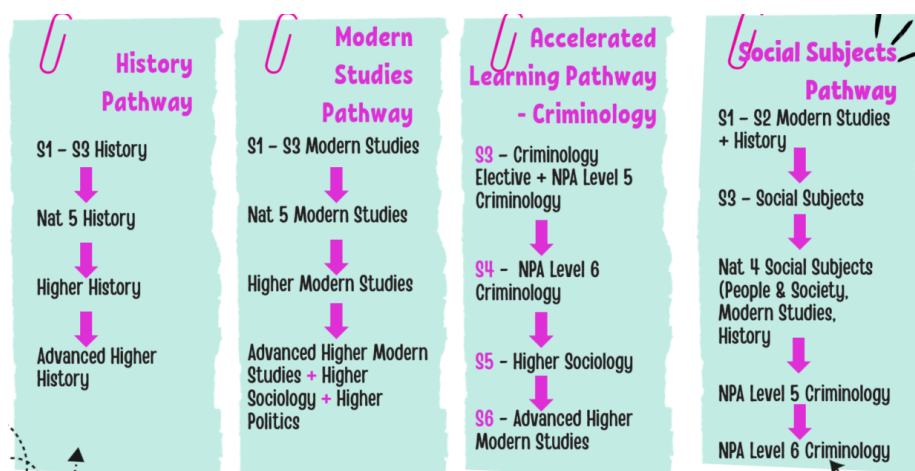 History
Pathway
S1 - S3 History
Nat 5 History
Higher History
Advanced Higher
History
Modern
Studies
Pathway
S1 - S3 Modern Studies
Nat 5 Modern Studies
Higher Modern Studies
Advanced Higher Modern
Studies + Higher
Sociology + Higher
Politics
Accelerated
Learning Pathway
- Criminology
S3 - Criminology
Elective + NPA Level 5
Criminology
S4 - NPA Level 6
Criminology
S5 - Higher Sociology
S6 - Advanced Higher
Modern Studies
Social Subjects
Pathway
S1 - S2 Modern Studies
+ History
S3 - Social Subjects
Nat 4 Social Subjects
(People & Society,
Modern Studies,
History
NPA Level 5 Criminology
NPA Level 6 Criminology